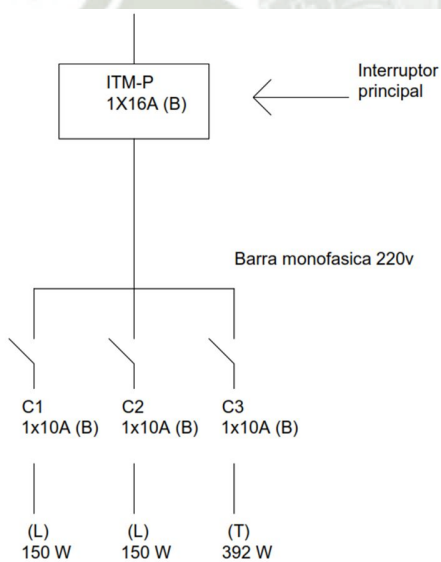 ITM-P
1X16A (B)
Interruptor
principal
Barra monofasica 220v
C1
1x10A (B)
C2
1x10A (B)
C3
1x10A (B)
(L)
150 W
(L)
150 W
(T)
392 W